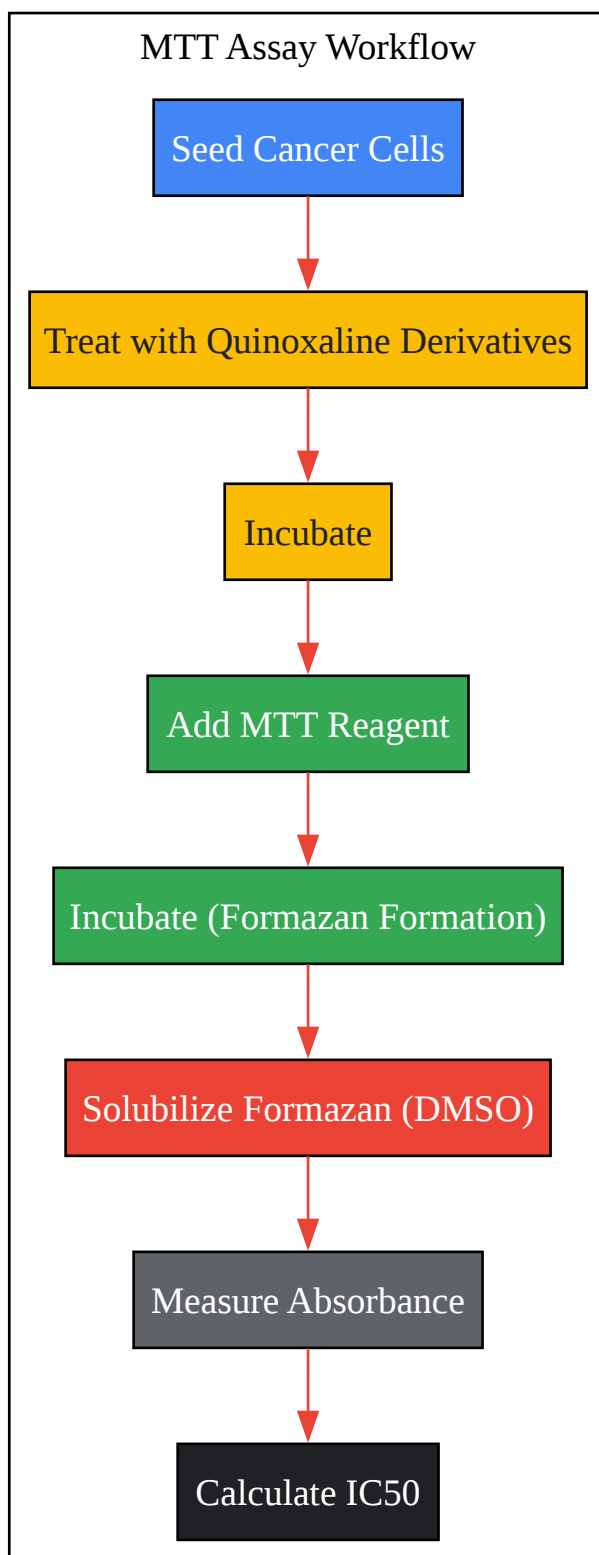 MTT Assay Workflow
Seed Cancer Cells
Treat with Quinoxaline Derivatives
Incubate
Add MTT Reagent
Incubate (Formazan Formation)
Solubilize Formazan (DMSO)
Measure Absorbance
Calculate IC50